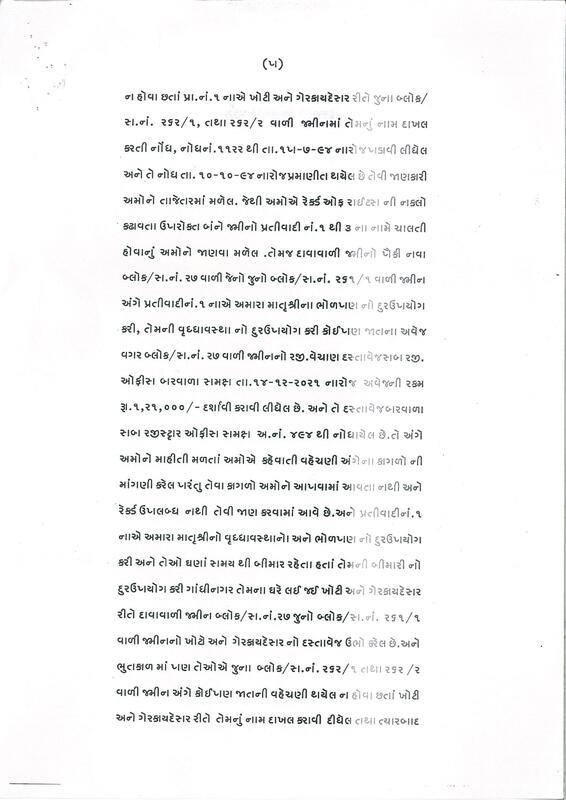 (૫)
ન હોવા છતાં પ્રા.નં.૧ નાએ ખોટી અને ગેરકાયદેસર રીતે જુના બ્લોક/
સ.નં. ૨૬૨/૧, તથા ૨૬૨/૨ વાળી જમીનમાં તેમનું નામ દાખલ
કરતી નોંધ, નોધનં.૧૧૨૨ થી તા.૧૫-૭-૯૪ નારોજ પડાવી લીધેલ
અને તે નોધ તા. ૧૦-૧૦-૯૪ નારોજ પ્રમાણીત થયેલ છે તેવી જાણકારી
અમોને તાજેતરમાં મળેલ. જેથી અમોએ રેકર્ડ ઓફ રાઈટસ ની નકલો
કઢાવતા ઉપરોક્ત બંને જમીનો પ્રતીવાદી નં.૧ થી ૩ ના નામે ચાલતી
હોવાનું અમોને જાણવા મળેલ .તેમજ દાવાવાળી જમીનો પૈકી નવા
બ્લોક/સ.નં. ૨૭ વાળી જેનો જુનો બ્લોક/સ.નં. ૨૬૧/૧ વાળી જમીન
અંગે પ્રતીવાદીનં.૧ નાએ અમારા માતૃશ્રીના ભોળપણ નો દુરઉપયોગ
કરી, તેમની વૃધ્ધાવસ્થા નો દુરઉપયોગ કરી કોઈપણ જાતના અવેજ
વગર બ્લોક/સ.નં. ૨૭ વાળી જમીનનો રજી.વેચાણ દસ્તાવેજ સબ રજી.
ઓફીસ બરવાળા સમક્ષ તા.૧૪-૧૨-૨૦૨૧ નારોજ અવેજની રકમ
રૂા.૧,૨૧,૦૦૦/- દર્શાવી કરાવી લીધેલ છે. અને તે દસ્તાવેજ બરવાળા
સબ રજીસ્ટ્રાર ઓફીસ સમક્ષ અ.નં. ૪૯૪ થી નોધાયેલ છે.તે અંગે
અમોને માહીતી મળતાં અમોએ કહેવાતી વહેચણી અંગેના કાગળો ની
માંગણી કરેલ પરંતુ તેવા કાગળો અમોને આપવામાં આવતા નથી અને
રેકર્ડ ઉપલબ્ધ નથી તેવી જાણ કરવામાં આવે છે.અને પ્રતીવાદીનં.૧
નાએ અમારા માતૃશ્રીનો વૃધ્ધાવસ્થાનો અને ભોળપણ નો દુરઉપયોગ
કરી અને તેઓ ઘણાં સમય થી બીમાર રહેતા હતાં તેમની બીમારી નો
દુરઉપયોગ કરી ગાંધીનગર તેમના ઘરે લઈ જઈ ખોટી અને ગેરકાયદેસર
રીતે દાવાવાળી જમીન બ્લોક/સ.નં.૨૭ જુનો બ્લોક/સ.નં. ૨૬૧/૧
વાળી જમીનનો ખોટો અને ગેરકાયદેસર નો દસ્તાવેજ ઉભો કરેલ છે.અને
ભુતકાળ માં પણ તેઓએ જુના બ્લોક/સ.નં. ૨૬૨/૧ તથા ૨૬૨ /૨
વાળી જમીન અંગે કોઈપણ જાતની વહેચણી થયેલ ન હોવા છતાં ખોટી
અને ગેરકાયદેસર રીતે તેમનું નામ દાખલ કરાવી દીધેલ તથા ત્યારબાદ